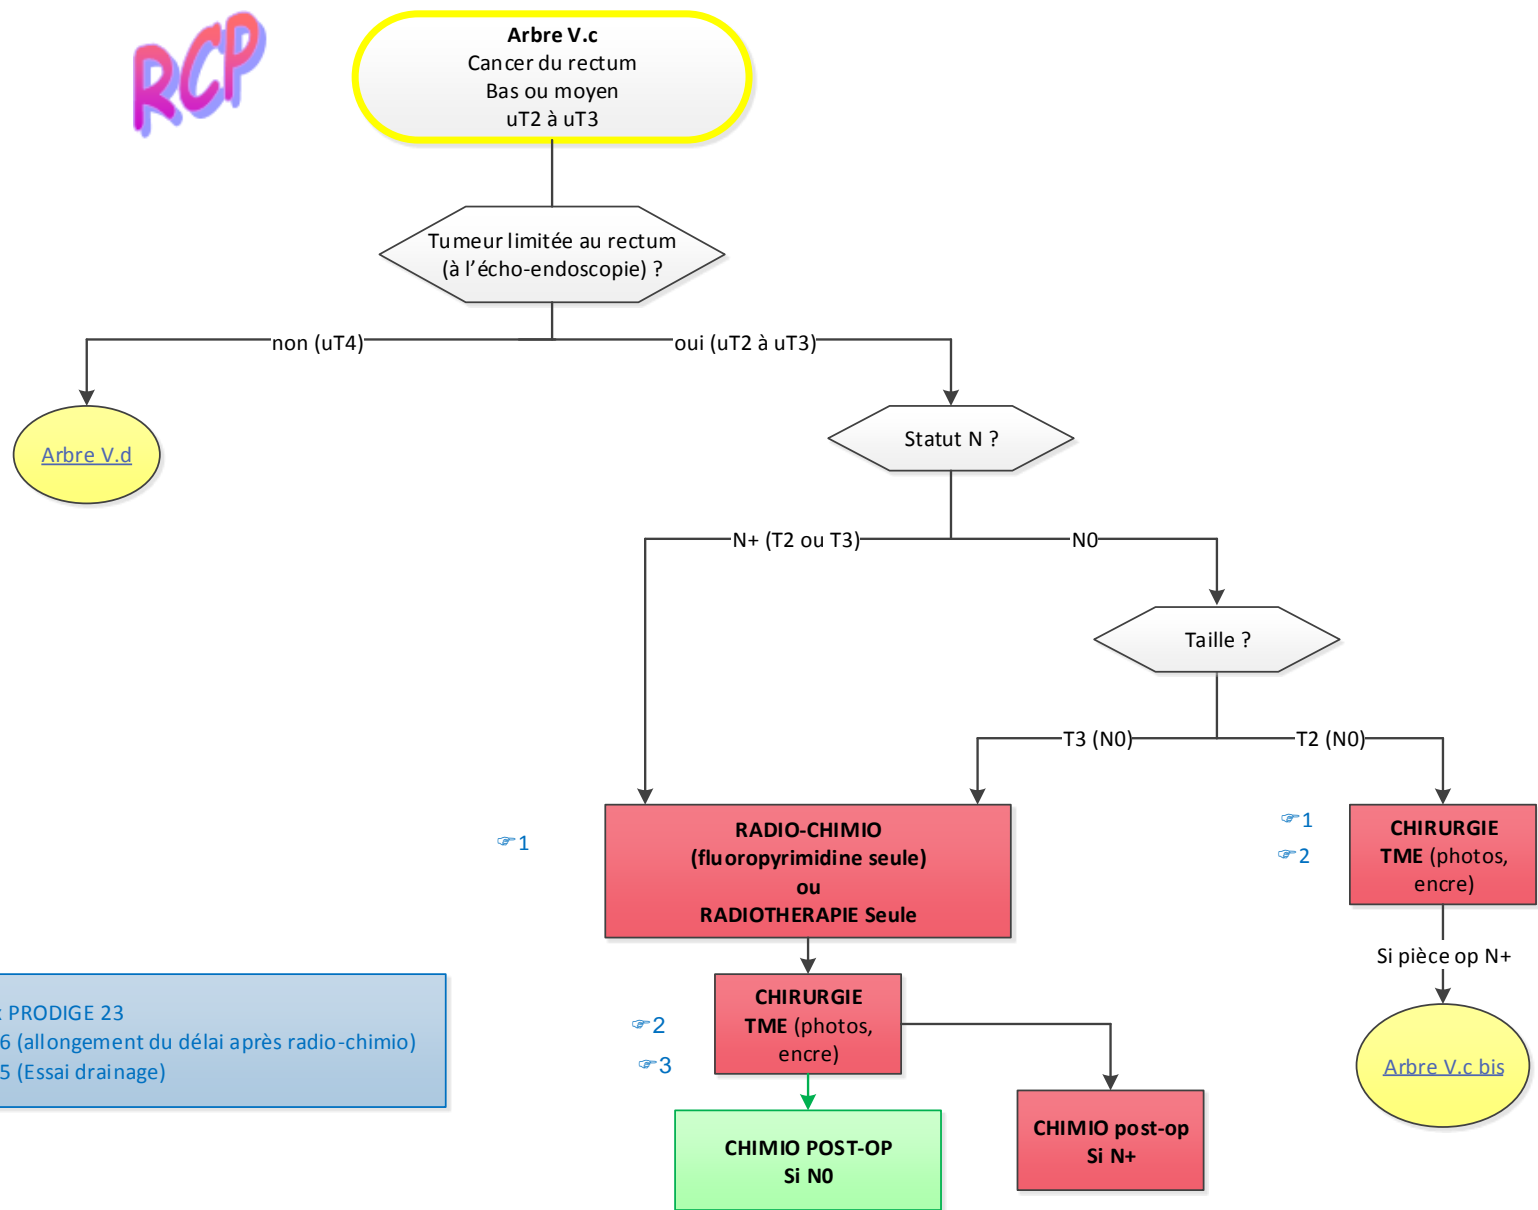 RCP
Arbre V.c
Cancer du rectum
Bas ou moyen
uT2 à uT3
Tumeur limitée au rectum
(à l’écho-endoscopie) ?
non (uT4)
oui (uT2 à uT3)
Arbre V.d
Statut N ?
N+ (T2 ou T3)
N0
Taille ?
T3 (N0)
T2 (N0)
☞1
RADIO-CHIMIO
(fluoropyrimidine seule)
ou
RADIOTHERAPIE Seule
☞1
☞2
CHIRURGIE
TME (photos,
encre)
Si pièce op N+
Arbre V.c bis
: PRODIGE 23
6 (allongement du délai après radio-chimio)
5 (Essai drainage)
☞2
☞3
CHIRURGIE
TME (photos,
encre)
CHIMIO POST-OP
Si N0
CHIMIO post-op
Si N+